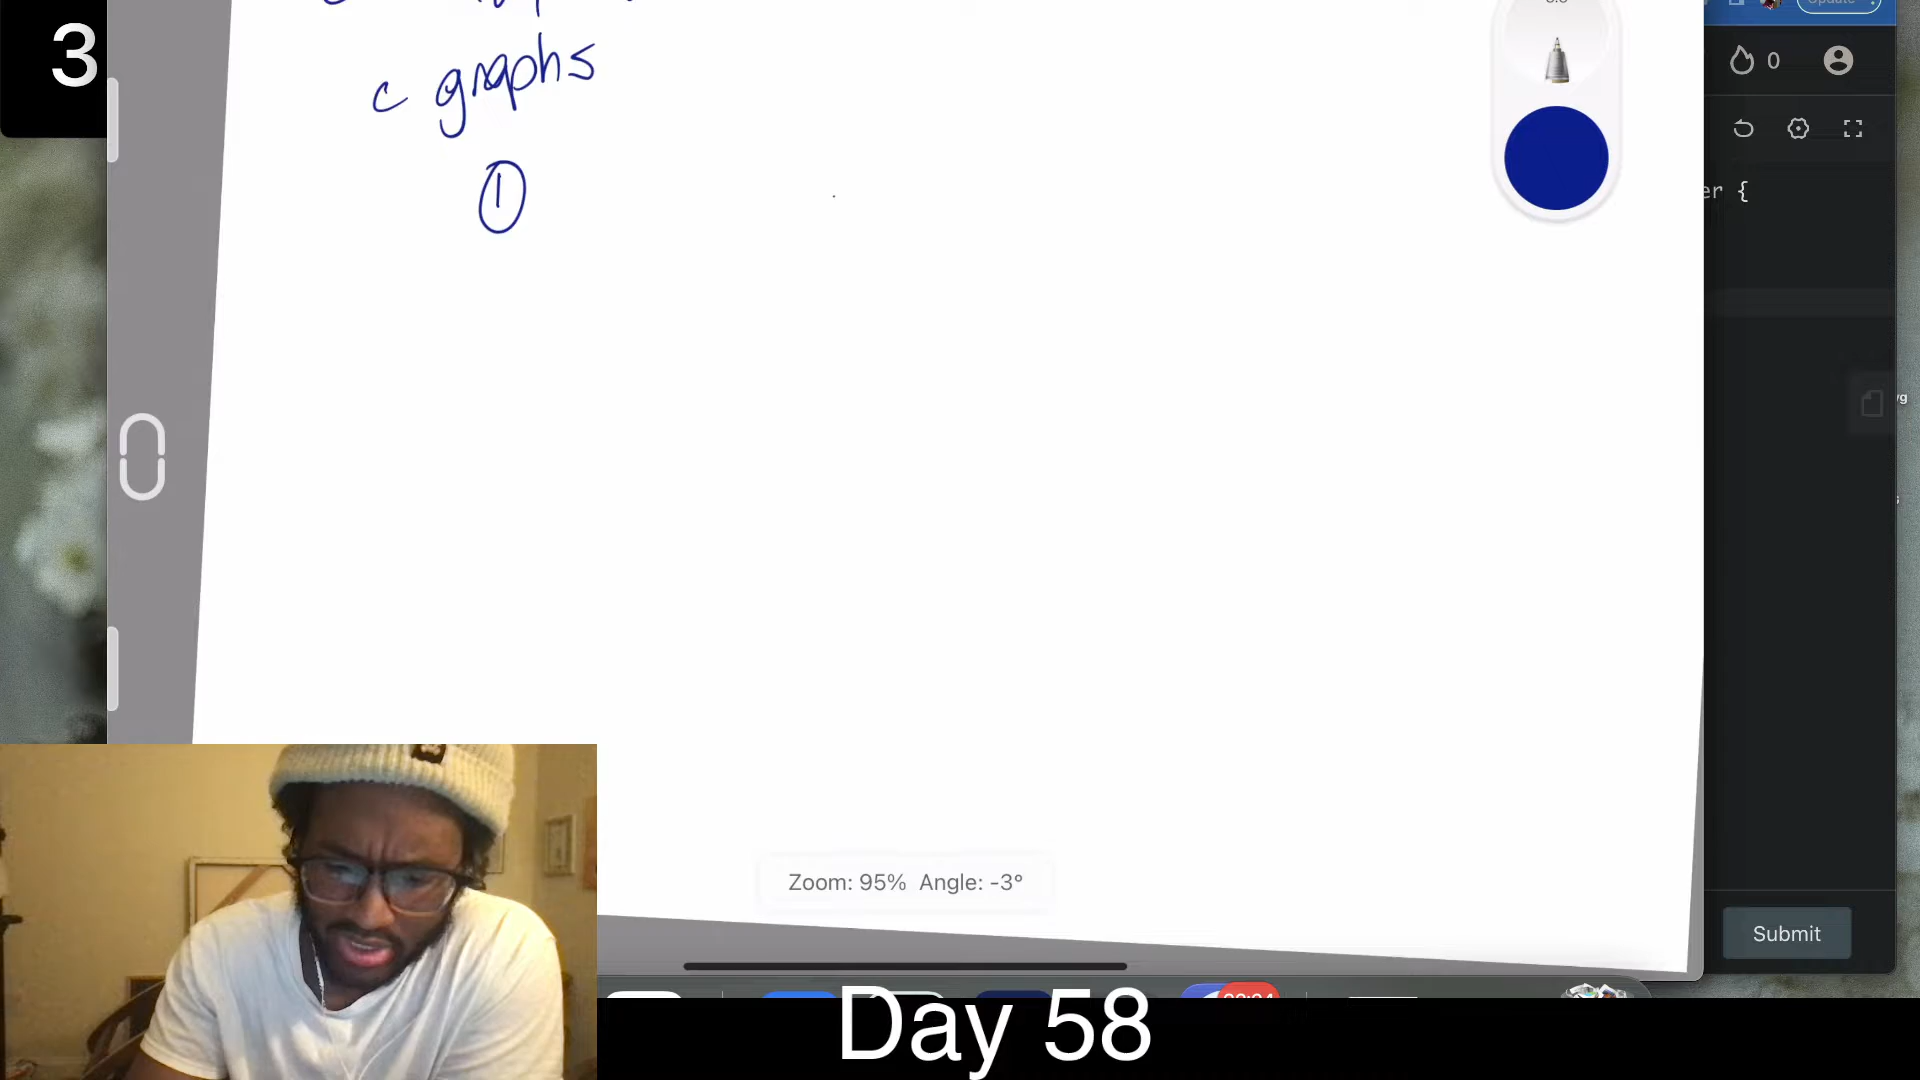 3
c graphs
①
0
er {
Zoom: 95% Angle: -3°
Submit
Day 58